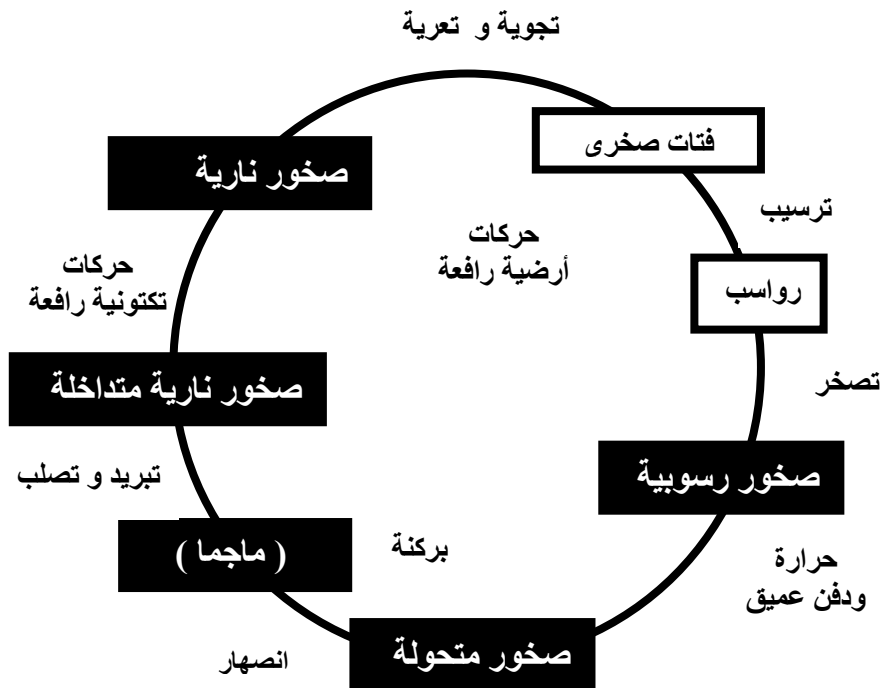 تجوية و تعرية
فتات صخرى
صخور نارية
ترسيب
حركات
أرضية رافعة
حركات
تكتونية رافعة
رواسب
صخور نارية متداخلة
تصخر
صخور رسوبية
تبريد و تصلب
( ماجما )
بركنة
حرارة
ودفن عميق
صخور متحولة
انصهار